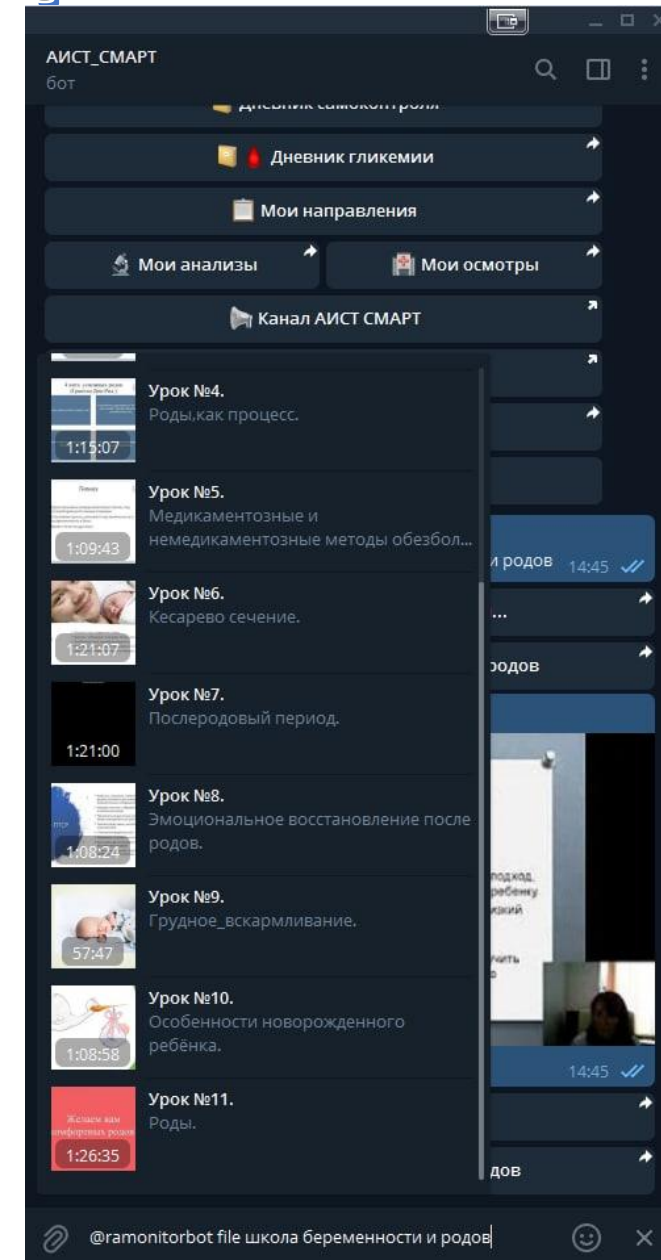 АИСТ_СМАРТ
бот
Дневник самоконтроля
Дневник гликемии
Мои направления
Мои анализы
Мои осмотры
Канал АИСТ СМАРТ
Урок №4.
Роды,как процесс.
1:15:07
Урок №5.
Медикаментозные и
немедикаментозные методы обезбол...
1:09:43
и родов 14:45
Урок №6.
Кесарево сечение.
1:21:07
...
родов
Урок №7.
Послеродовый период.
1:21:00
Урок №8.
Эмоциональное восстановление после
родов.
1:08:24
подход,
ребенку
Урок №9.
Грудное_вскармливание.
57:47
Урок №10.
Особенности новорожденного
ребёнка.
1:08:58
14:45
Урок №11.
Роды.
Желаем вам
комфортных родов
1:26:35
дов
@ramonitorbot file школа беременности и родов